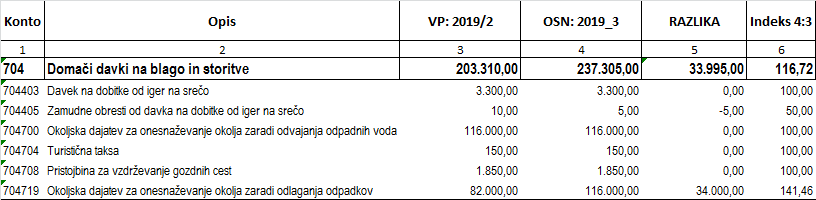 Konto Opis VP: 2019/2 OSN: 2019_3 RAZLIKA Indeks 4:3
1 2 3 4 5 6
704 Domači davki na blago in storitve 203.310,00 237.305,00 33.995,00 116,72
704403 Davek na dobitke od iger na srečo 3.300,00 3.300,00 0,00 100,00
704405 Zamudne obresti od davka na dobitke od iger na srečo 10,00 5,00 -5,00 50,00
704700 Okoljska dajatev za onesnaževanje okolja zaradi odvajanja odpadnih voda 116.000,00 116.000,00 0,00 100,00
704704 Turistična taksa 150,00 150,00 0,00 100,00
704708 Pristojbina za vzdrževanje gozdnih cest 1.850,00 1.850,00 0,00 100,00
704719 Okoljska dajatev za onesnaževanje okolja zaradi odlaganja odpadkov 82.000,00 116.000,00 34.000,00 141,46